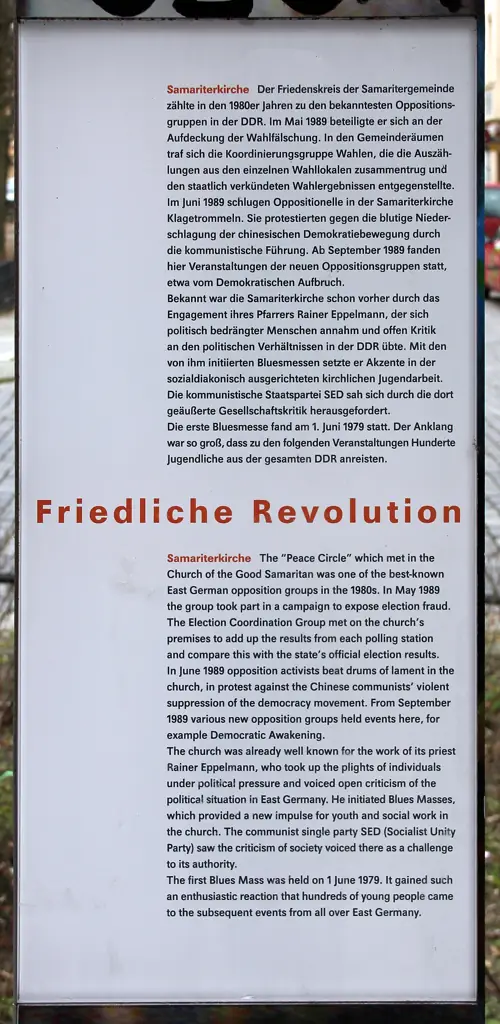 Samariterkirche Der Friedenskreis der Samaritergemeinde
zählte in den 1980er Jahren zu den bekanntesten Oppositions-
gruppen in der DDR. Im Mai 1989 beteiligte er sich an der
Aufdeckung der Wahlfälschung. In den Gemeinderäumen
traf sich die Koordinierungsgruppe Wahlen, die die Auszäh-
lungen aus den einzelnen Wahllokalen zusammentrug und
den staatlich verkündeten Wahlergebnissen entgegenstellte.
Im Juni 1989 schlugen Oppositionelle in der Samariterkirche
Klagetrommeln. Sie protestierten gegen die blutige Nieder-
schlagung der chinesischen Demokratiebewegung durch
die kommunistische Führung. Ab September 1989 fanden
hier Veranstaltungen der neuen Oppositionsgruppen statt,
etwa vom Demokratischen Aufbruch.
Bekannt war die Samariterkirche schon vorher durch das
Engagement ihres Pfarrers Rainer Eppelmann, der sich
politisch bedrängter Menschen annahm und offen Kritik
an den politischen Verhältnissen in der DDR übte. Mit den
von ihm initiierten Bluesmessen setzte er Akzente in der
sozialdiakonisch ausgerichteten kirchlichen Jugendarbeit.
Die kommunistische Staatspartei SED sah sich durch die dort
geäußerte Gesellschaftskritik herausgefordert.
Die erste Bluesmesse fand am 1. Juni 1979 statt. Der Anklang
war so groß, dass zu den folgenden Veranstaltungen Hunderte
Jugendliche aus der gesamten DDR anreisten.
Friedliche Revolution
Samariterkirche The “Peace Circle” which met in the
Church of the Good Samaritan was one of the best-known
East German opposition groups in the 1980s. In May 1989
the group took part in a campaign to expose election fraud.
The Election Coordination Group met on the church’s
premises to add up the results from each polling station
and compare this with the state’s official election results.
In June 1989 opposition activists beat drums of lament in the
church, in protest against the Chinese communists’ violent
suppression of the democracy movement. From September
1989 various new opposition groups held events here, for
example Democratic Awakening.
The church was already well known for the work of its priest
Rainer Eppelmann, who took up the plights of individuals
under political pressure and voiced open criticism of the
political situation in East Germany. He initiated Blues Masses,
which provided a new impulse for youth and social work in
the church. The communist single party SED (Socialist Unity
Party) saw the criticism of society voiced there as a challenge
to its authority.
The first Blues Mass was held on 1 June 1979. It gained such
an enthusiastic reaction that hundreds of young people came
to the subsequent events from all over East Germany.